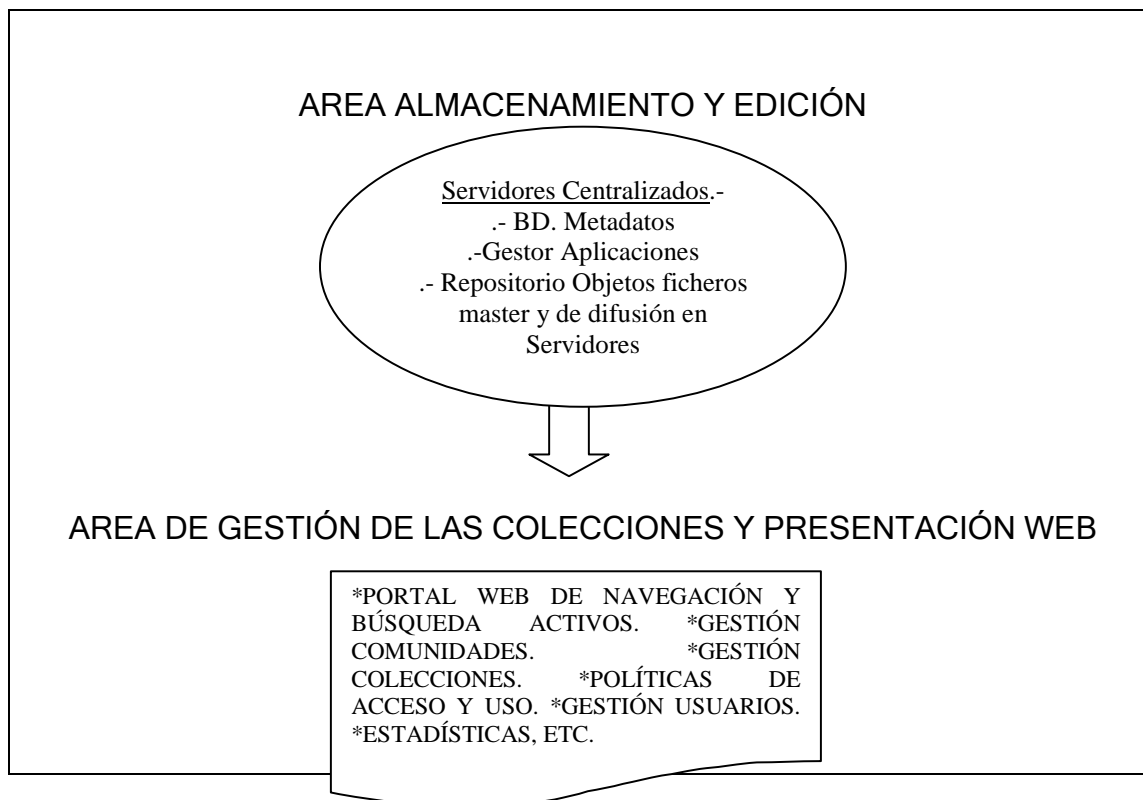 AREA ALMACENAMIENTO Y EDICIÓN
Servidores Centralizados.-
.- BD. Metadatos
.-Gestor Aplicaciones
.- Repositorio Objetos ficheros
master y de difusión en
Servidores
AREA DE GESTIÓN DE LAS COLECCIONES Y PRESENTACIÓN WEB
*PORTAL WEB DE NAVEGACIÓN Y
BÚSQUEDA ACTIVOS. *GESTIÓN
COMUNIDADES. *GESTIÓN
COLECCIONES. *POLÍTICAS DE
ACCESO Y USO. *GESTIÓN USUARIOS.
*ESTADÍSTICAS, ETC.